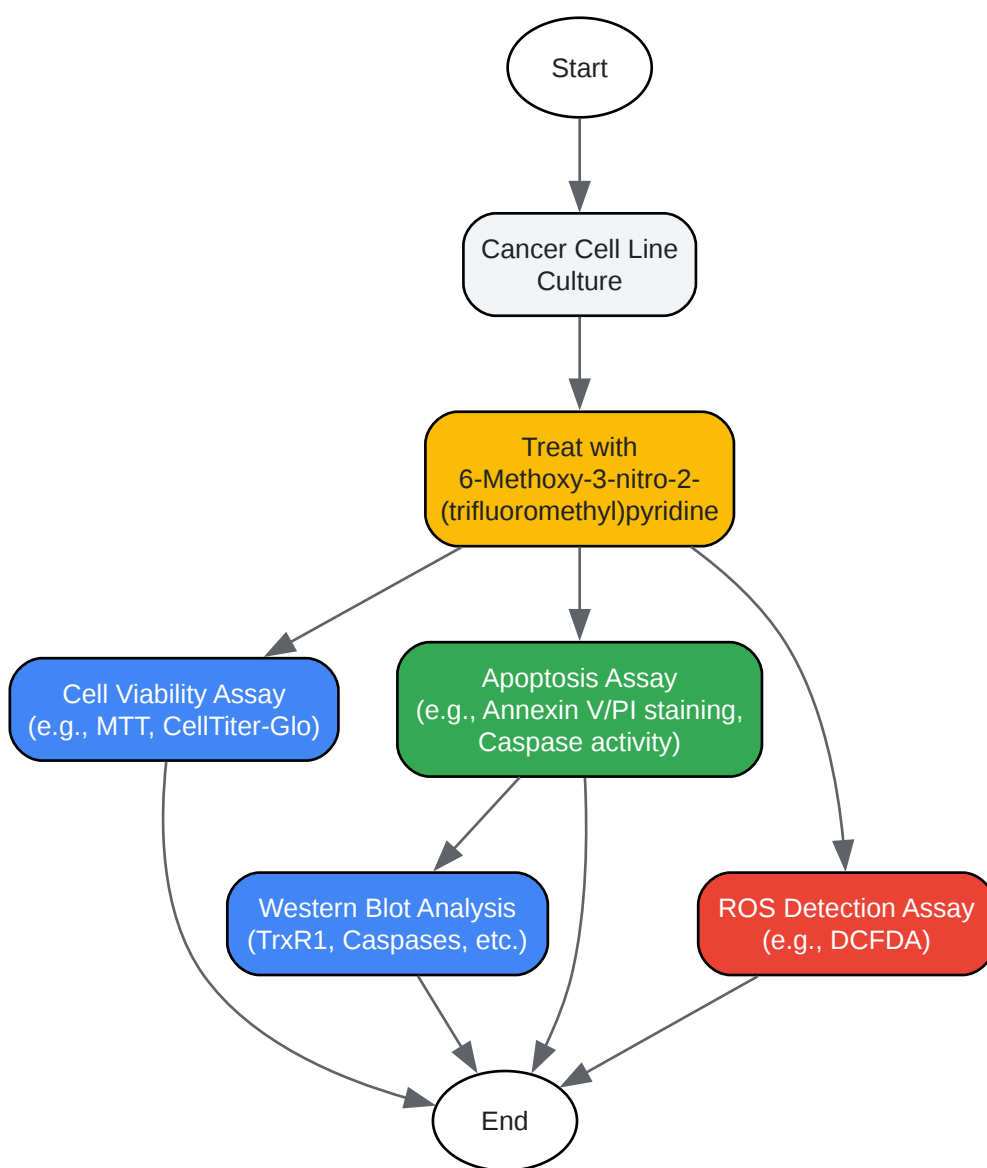 Start
Cancer Cell Line
Culture
Treat with
6-Methoxy-3-nitro-2-
(trifluoromethyl)pyridine
Cell Viability Assay
(e.g., MTT, CellTiter-Glo)
Apoptosis Assay
(e.g., Annexin V/PI staining,
Caspase activity)
Western Blot Analysis
(TrxR1, Caspases, etc.)
ROS Detection Assay
(e.g., DCFDA)
End